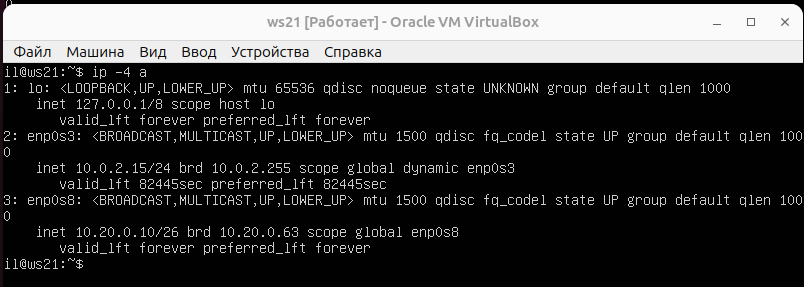 ws21 [Работает] - Oracle VM VirtualBox
Файл Машина Вид Ввод Устройства Справка
il@ws21:~$ ip -4 a
1: lo: <LOOPBACK,UP,LOWER_UP> mtu 65536 qdisc noqueue state UNKNOWN group default qlen 1000
    inet 127.0.0.1/8 scope host lo
       valid_lft forever preferred_lft forever
2: enp0s3: <BROADCAST,MULTICAST,UP,LOWER_UP> mtu 1500 qdisc fq_codel state UP group default qlen 100
0
    inet 10.0.2.15/24 brd 10.0.2.255 scope global dynamic enp0s3
       valid_lft 82445sec preferred_lft 82445sec
3: enp0s8: <BROADCAST,MULTICAST,UP,LOWER_UP> mtu 1500 qdisc fq_codel state UP group default qlen 100
0
    inet 10.20.0.10/26 brd 10.20.0.63 scope global enp0s8
       valid_lft forever preferred_lft forever
il@ws21:~$